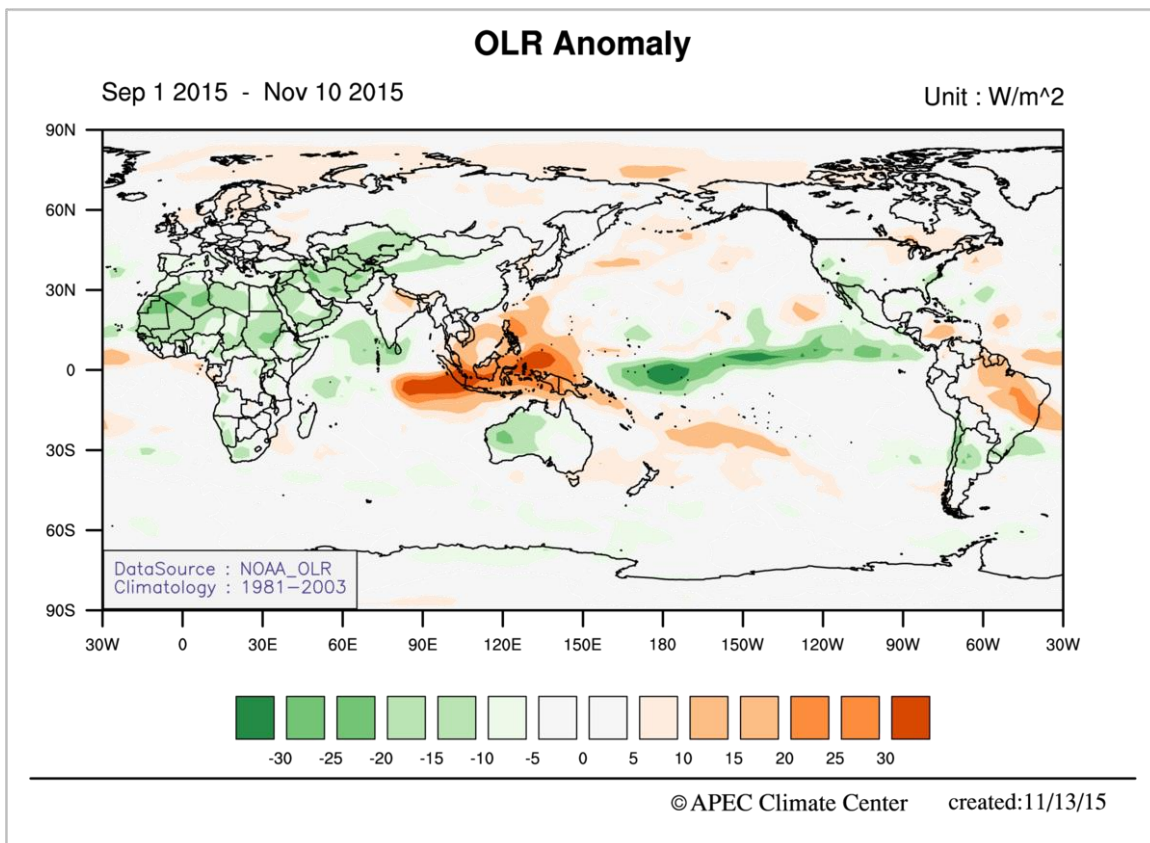 OLR Anomaly
Sep 1 2015 - Nov 10 2015
Unit : W/m^2
90N
60N
30N
0
30S
60S
90S
DataSource : NOAA_OLR
Climatology : 1981-2003
30W 0 30E 60E 90E 120E 150E 180 150W 120W 90W 60W 30W
-30 -25 -20 -15 -10 -5 0 5 10 15 20 25 30
© APEC Climate Center created:11/13/15